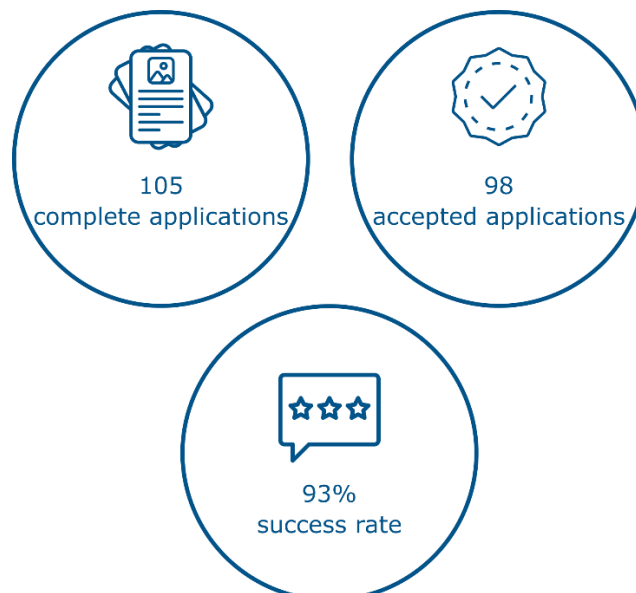 105
complete applications
98
accepted applications
93%
success rate